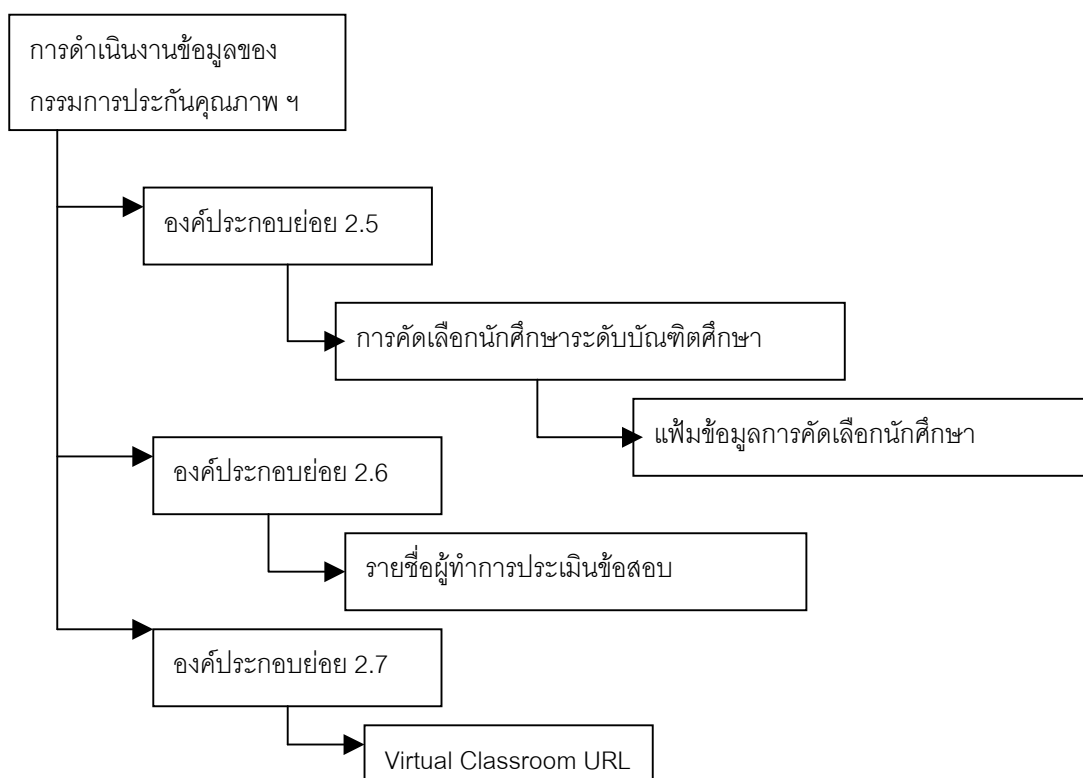 การดำเนินงานข้อมูลของ
กรรมการประกันคุณภาพ ฯ
องค์ประกอบย่อย 2.5
การคัดเลือกนักศึกษาระดับบัณฑิตศึกษา
แฟ้มข้อมูลการคัดเลือกนักศึกษา
องค์ประกอบย่อย 2.6
รายชื่อผู้ทำการประเมินข้อสอบ
องค์ประกอบย่อย 2.7
Virtual Classroom URL